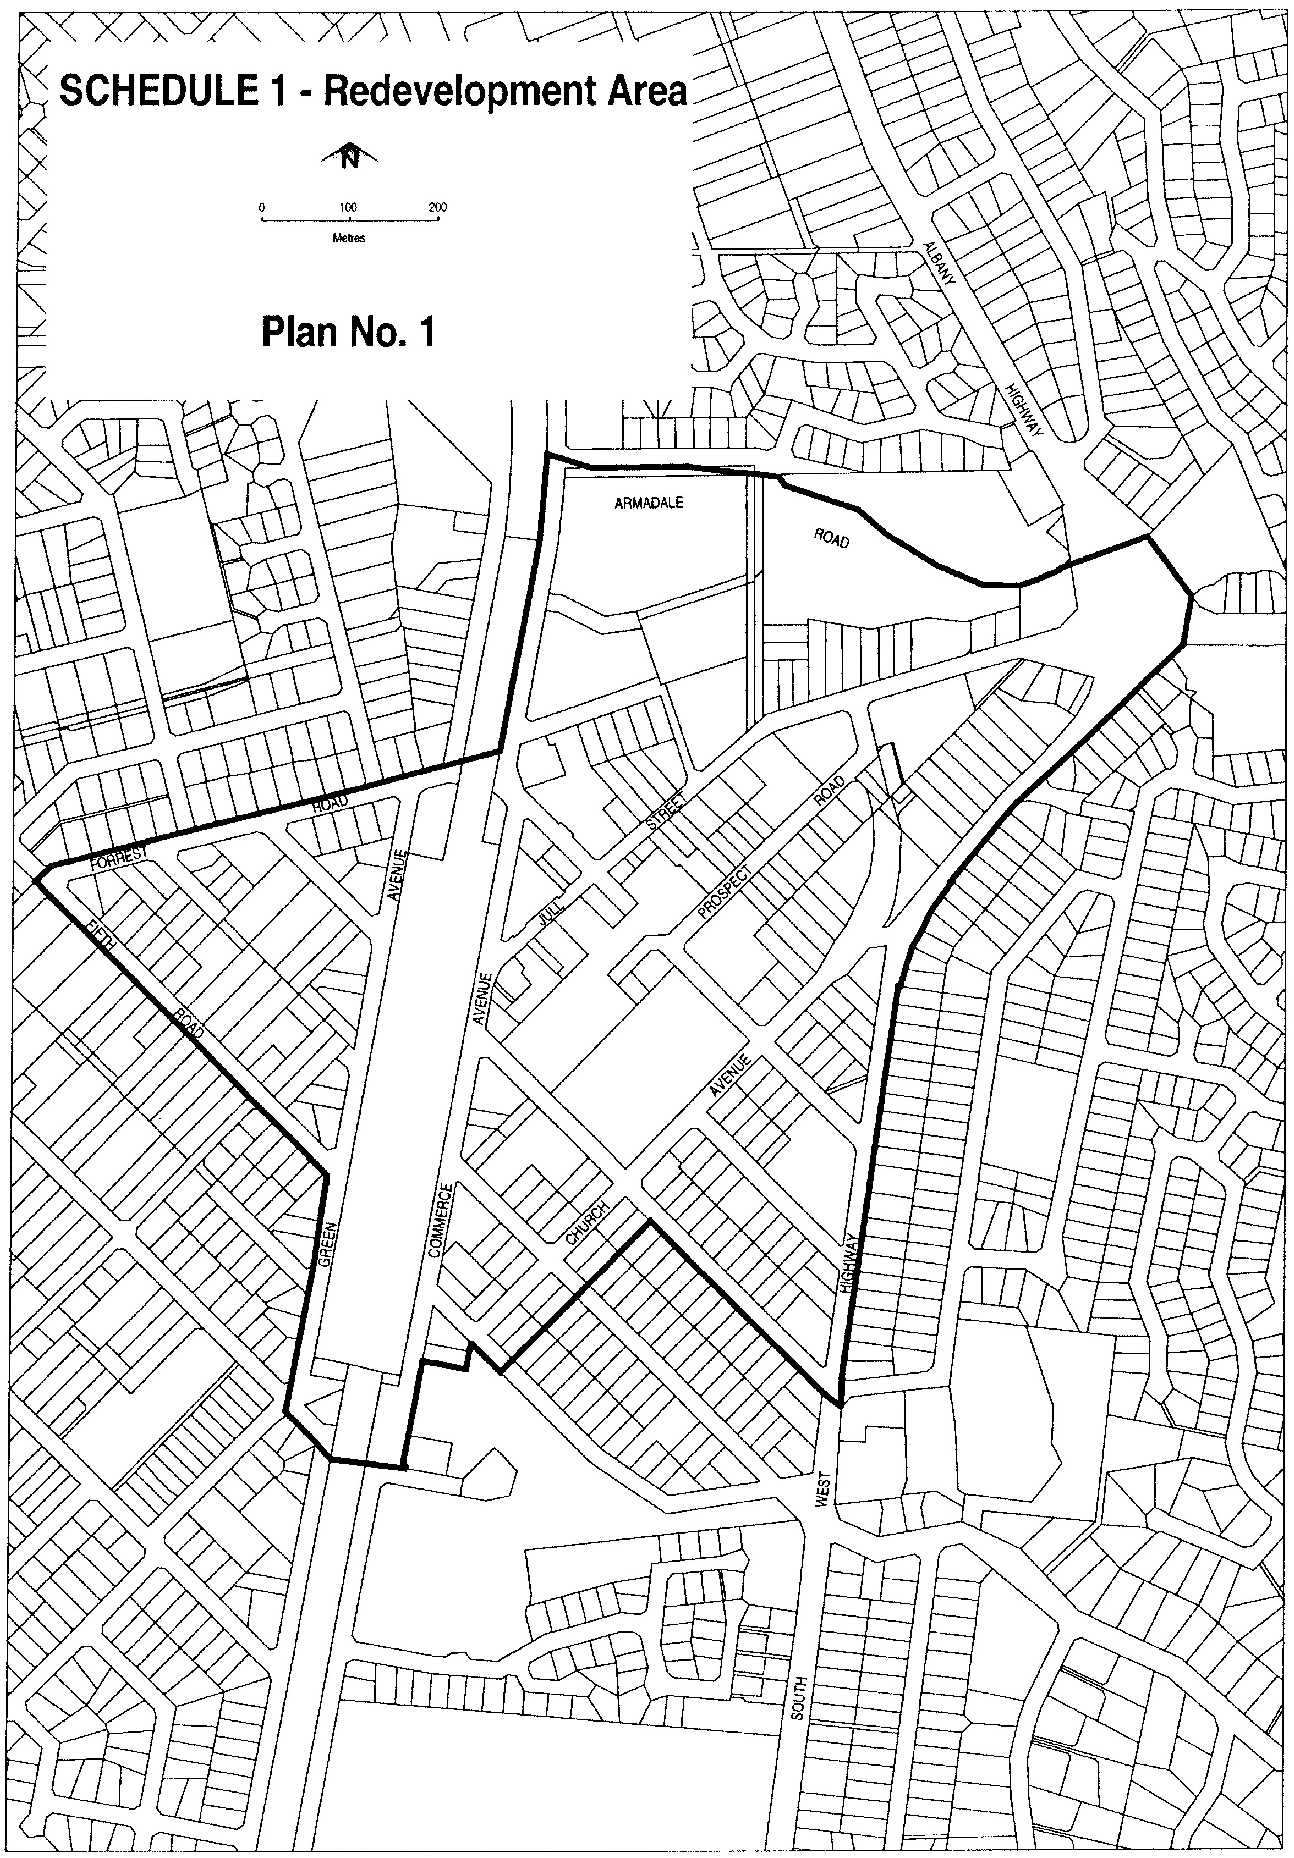 SCHEDULE 1 - Redevelopment Area
N
0 100 200
Metres
Plan No. 1
ALBANY
HIGHWAY
ARMADALE
ROAD
ROAD
FORREST
STREET
JULL
ROAD
PROSPECT
AVENUE
FIFTH
ROAD
AVENUE
AVENUE
GREEN
COMMERCE
CHURCH
HIGHWAY
WEST
SOUTH